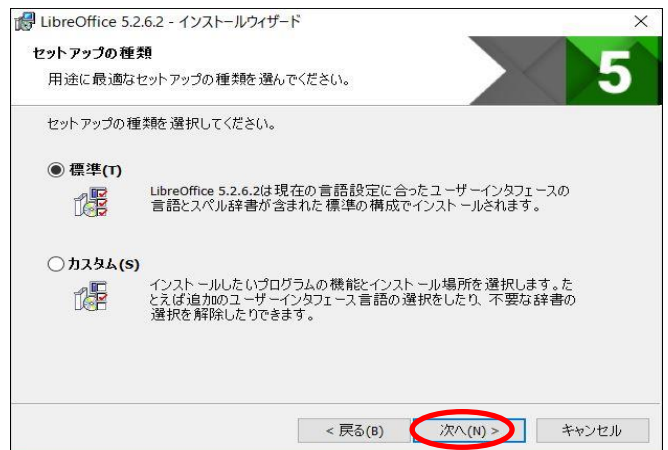 LibreOffice 5.2.6.2 - インストールウィザード
セットアップの種類
用途に最適なセットアップの種類を選んでください。
5
セットアップの種類を選択してください。
標準(T)
LibreOffice 5.2.6.2は現在の言語設定に合ったユーザーインタフェースの
言語とスペル辞書が含まれた標準の構成でインストールされます。
カスタム(S)
インストールしたいプログラムの機能とインストール場所を選択します。た
とえば追加のユーザーインタフェース言語の選択をしたり、不要な辞書の
選択を解除したりできます。
< 戻る(B)
次へ(N) >
キャンセル